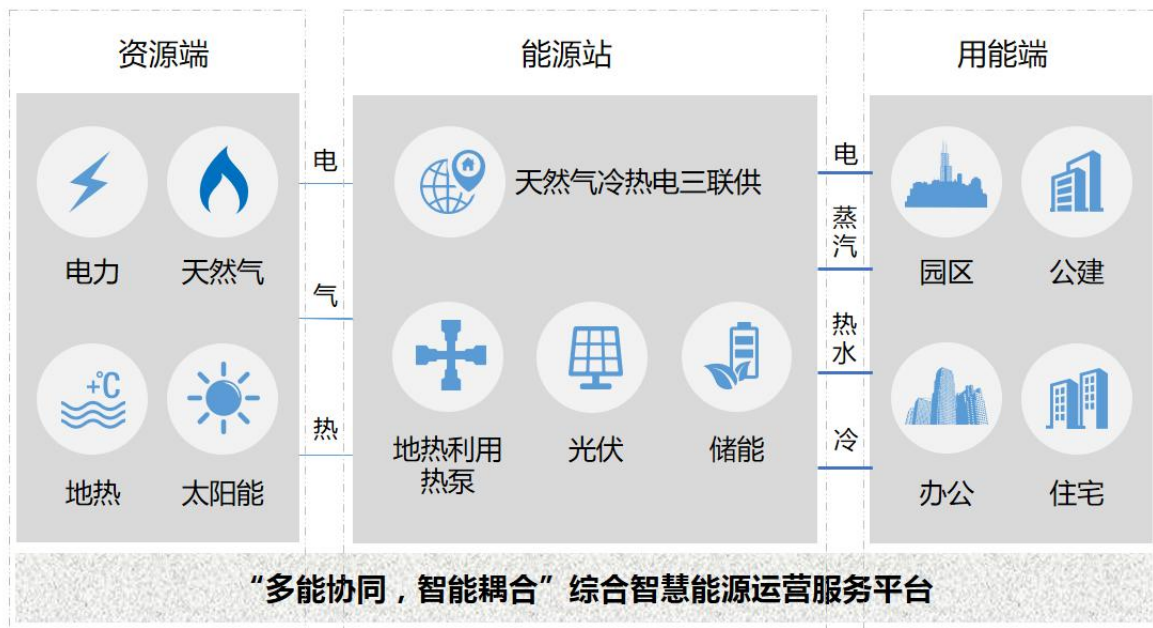 资源端
能源站
用能端
电力
天然气
地热
太阳能
电
气
热
天然气冷热电三联供
地热利用
热泵
光伏
储能
电
蒸
汽
热
水
冷
园区
公建
办公
住宅
+℃
“多能协同，智能耦合”综合智慧能源运营服务平台